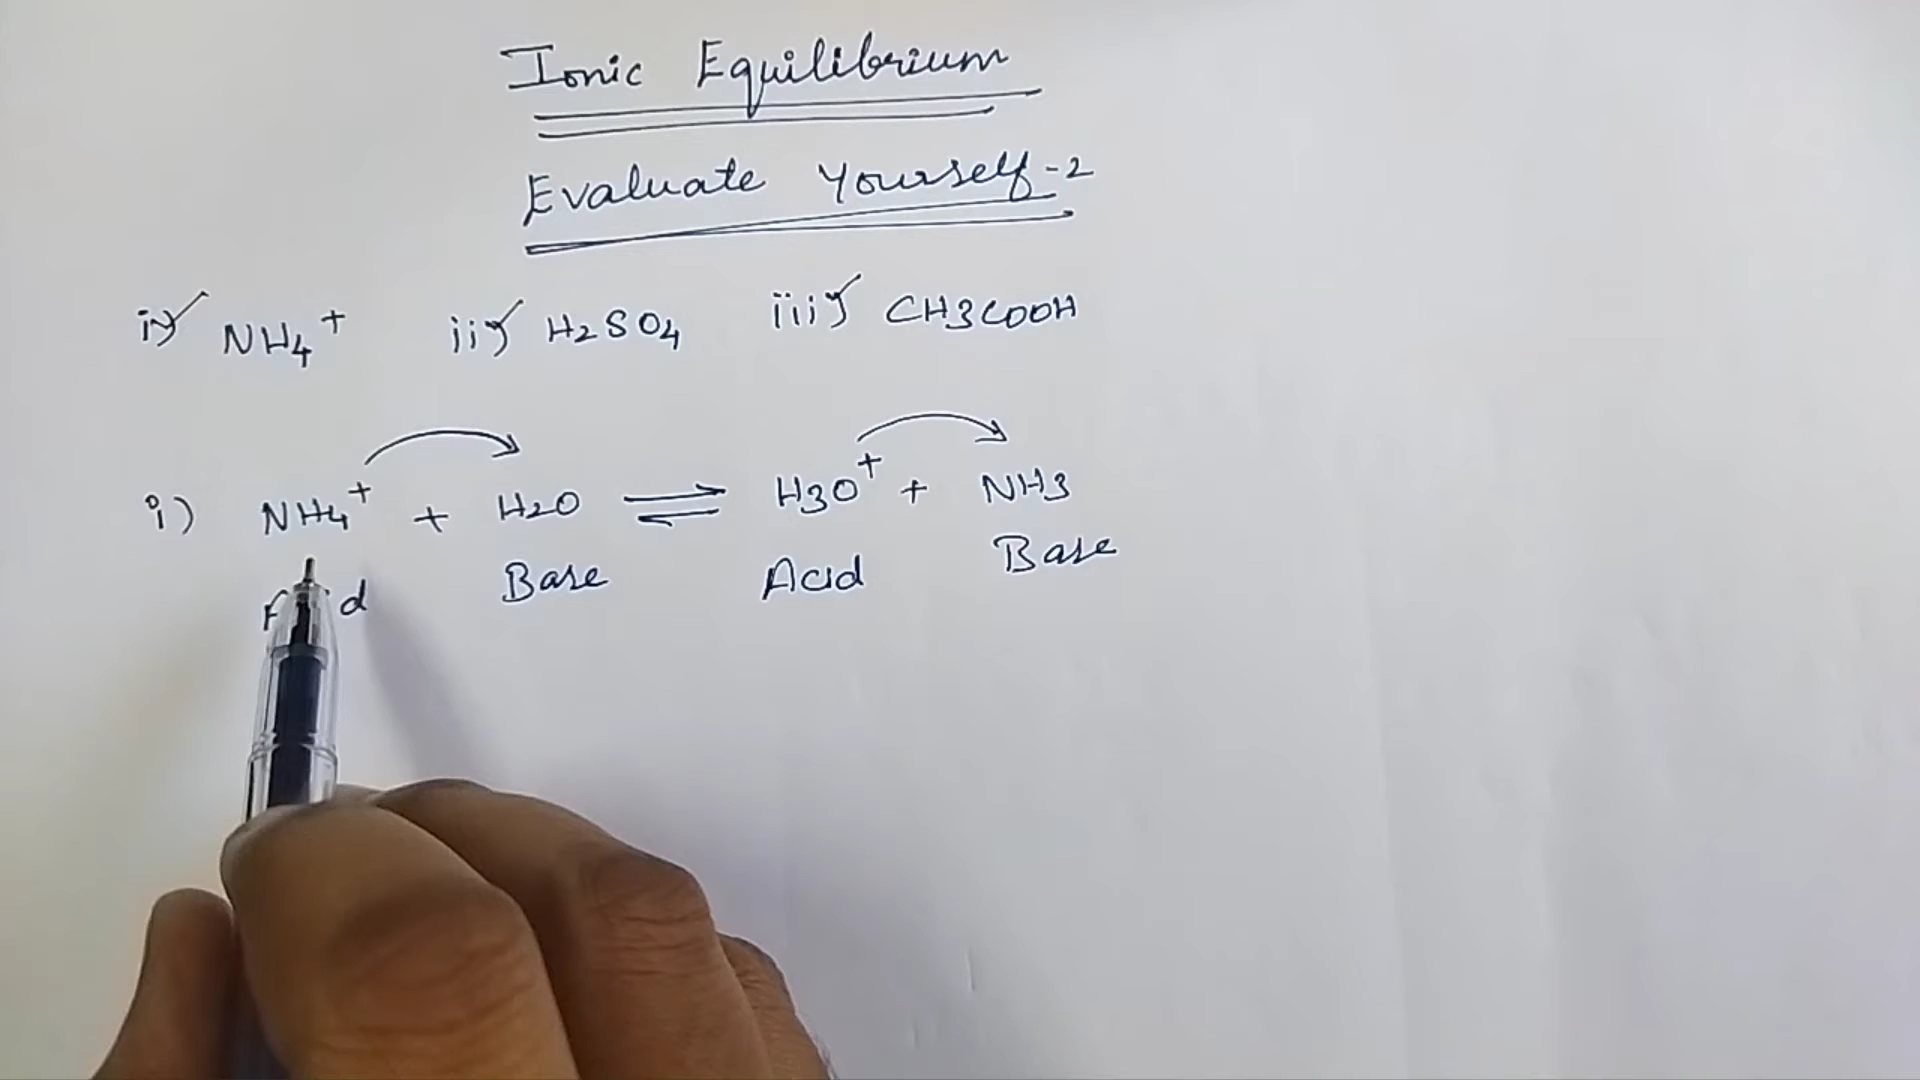 Ionic Equilibrium
Evaluate Yourself-2
i) NH4+ ii) H2SO4 iii) CH3COOH
i) NH4+ + H2O ⇌ H3O+ + NH3
Base Acid Base